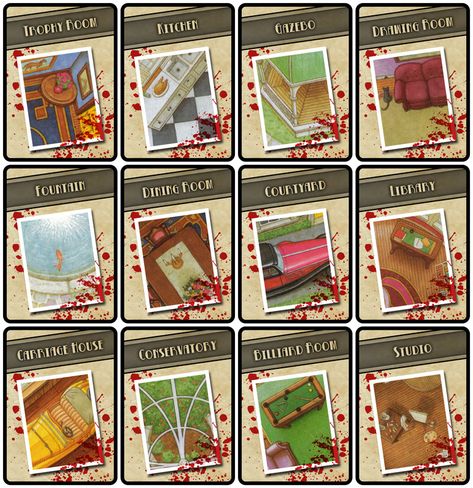 Trophy Room
Kitchen
Gazebo
Drawing Room
Fountain
Dining Room
Courtyard
Library
Carriage House
Conservatory
Billiard Room
Studio